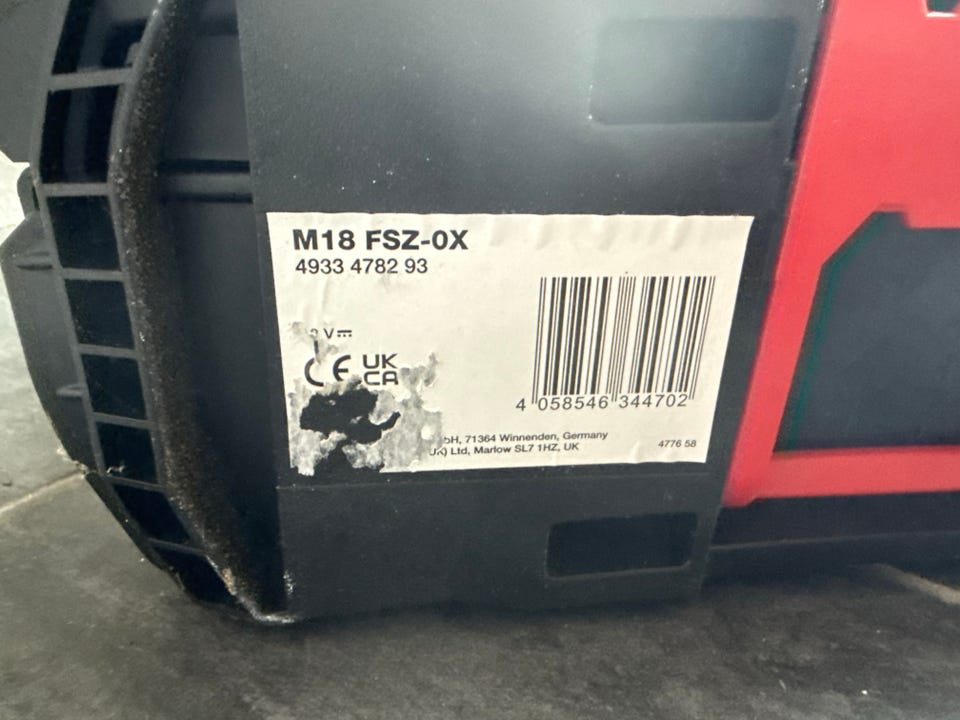 M18 FSZ-0X
4933 4782 93
V
CE UK CA
4 058546 344702
71364 Winnenden, Germany
Ltd, Marlow SL7 1HZ, UK
4776 58